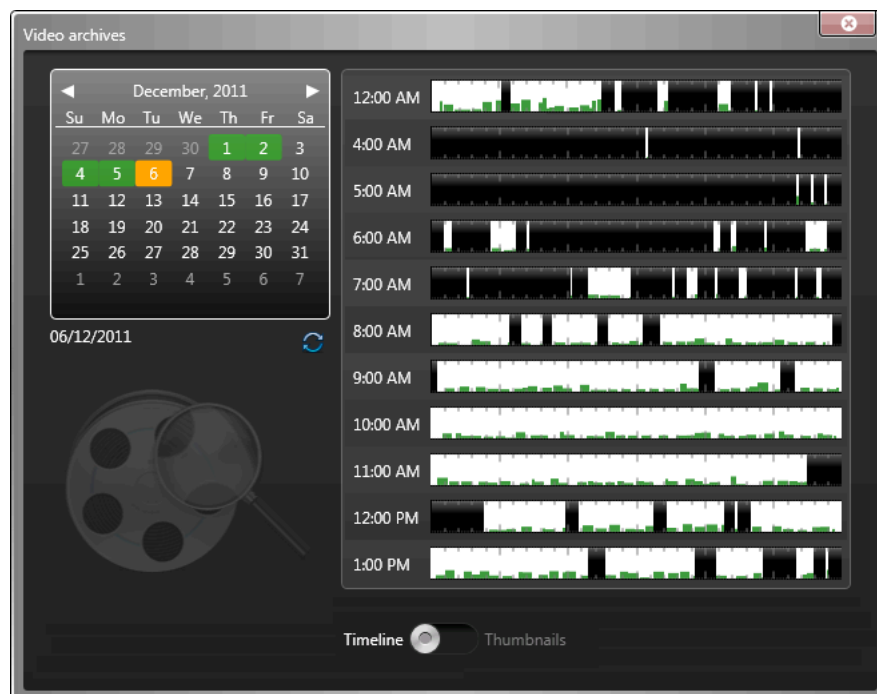 Video archives
December, 2011
Su Mo Tu We Th Fr Sa
27 28 29 30 1 2 3
4 5 6 7 8 9 10
11 12 13 14 15 16 17
18 19 20 21 22 23 24
25 26 27 28 29 30 31
1 2 3 4 5 6 7
06/12/2011
12:00 AM
4:00 AM
5:00 AM
6:00 AM
7:00 AM
8:00 AM
9:00 AM
10:00 AM
11:00 AM
12:00 PM
1:00 PM
Timeline Thumbnails